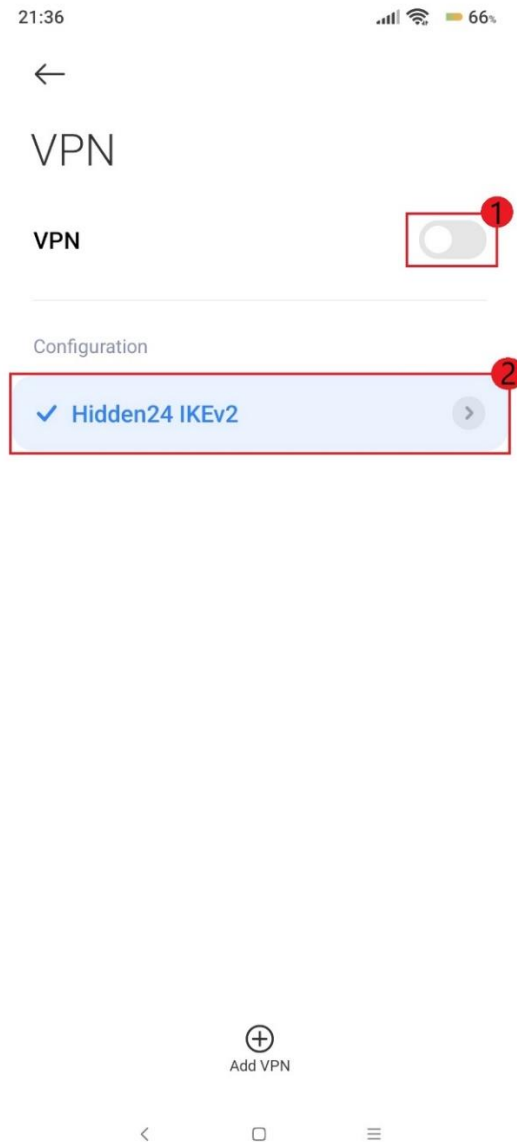 21:36
66%
VPN
VPN
1
Configuration
2
Hidden24 IKEv2
Add VPN